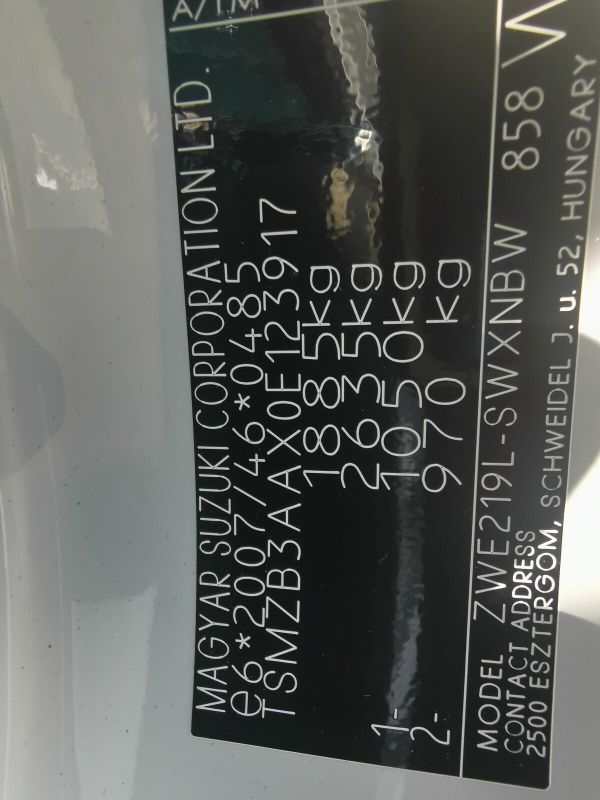 A/TM
MAGYAR SUZUKI CORPORATION LTD.
e6*2007/46*0485
TSMZB3AAX0E123917
1885kg
2635kg
1- 1050kg
2- 970 kg
MODEL ZWE219L-SWXNBW 858 W
CONTACT ADDRESS
2500 ESZTERGOM, SCHWEIDEL J. u. 52, HUNGARY